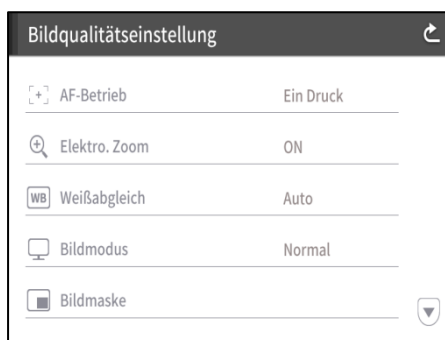 Bildqualitätseinstellung
AF-Betrieb Ein Druck
Elektro. Zoom ON
WB Weißabgleich Auto
Bildmodus Normal
Bildmaske